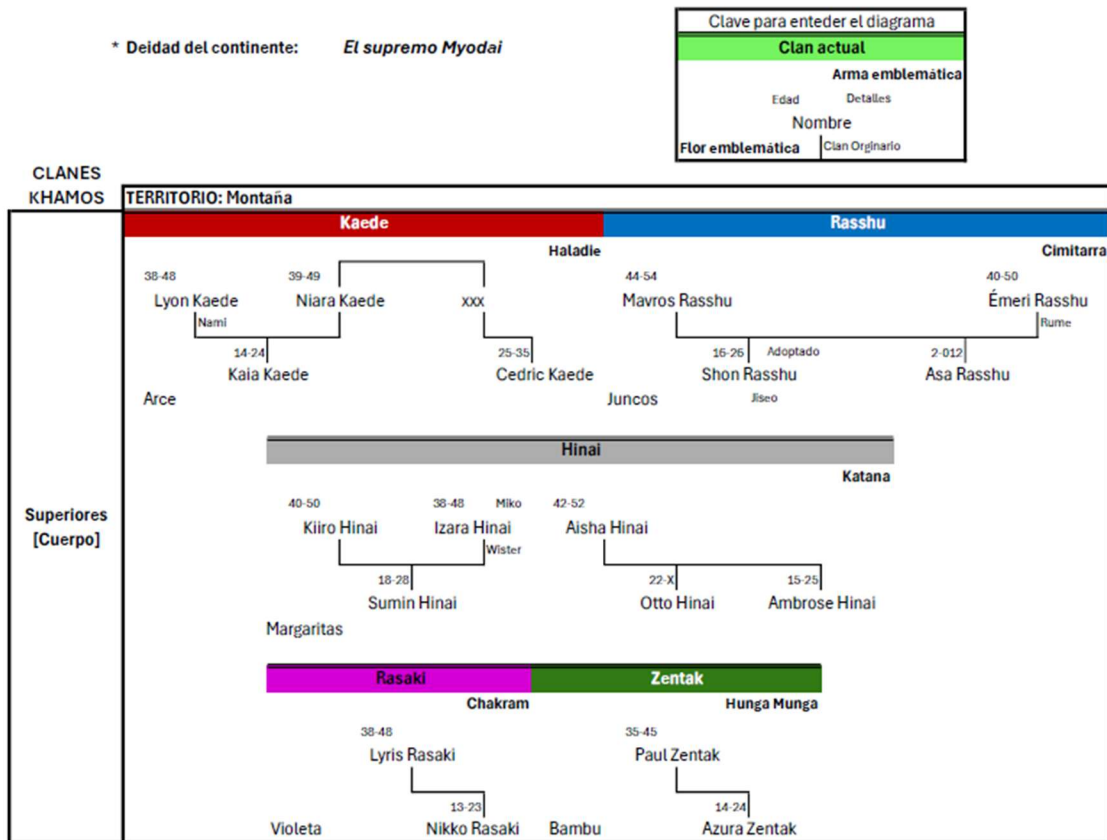 Clave para enteder el diagrama
* Deidad del continente: El supremo Myodai
Clan actual
Arma emblemática
Edad Detalles
Nombre
Flor emblemática Clan Orginario
CLANES
KHAMOS
TERRITORIO: Montaña
Kaede Rasshu
Haladie Cimitarra
38-48 39-49 44-54 40-50
Lyon Kaede Niara Kaede xxx Mavros Rasshu Émeri Rasshu
Nami Rume
14-24 25-35 16-26 Adoptado 2-012
Kaia Kaede Cedric Kaede Shon Rasshu Asa Rasshu
Arce Juncos Jiseo
Hinai
Katana
Superiores
[Cuerpo]
40-50 38-48 Miko 42-52
Kiiro Hinai Izara Hinai Aisha Hinai
Wister
18-28 22-X 15-25
Sumin Hinai Otto Hinai Ambrose Hinai
Margaritas
Rasaki Zentak
Chakram Hunga Munga
38-48 35-45
Lyris Rasaki Paul Zentak
13-23 14-24
Violeta Nikko Rasaki Bambu Azura Zentak